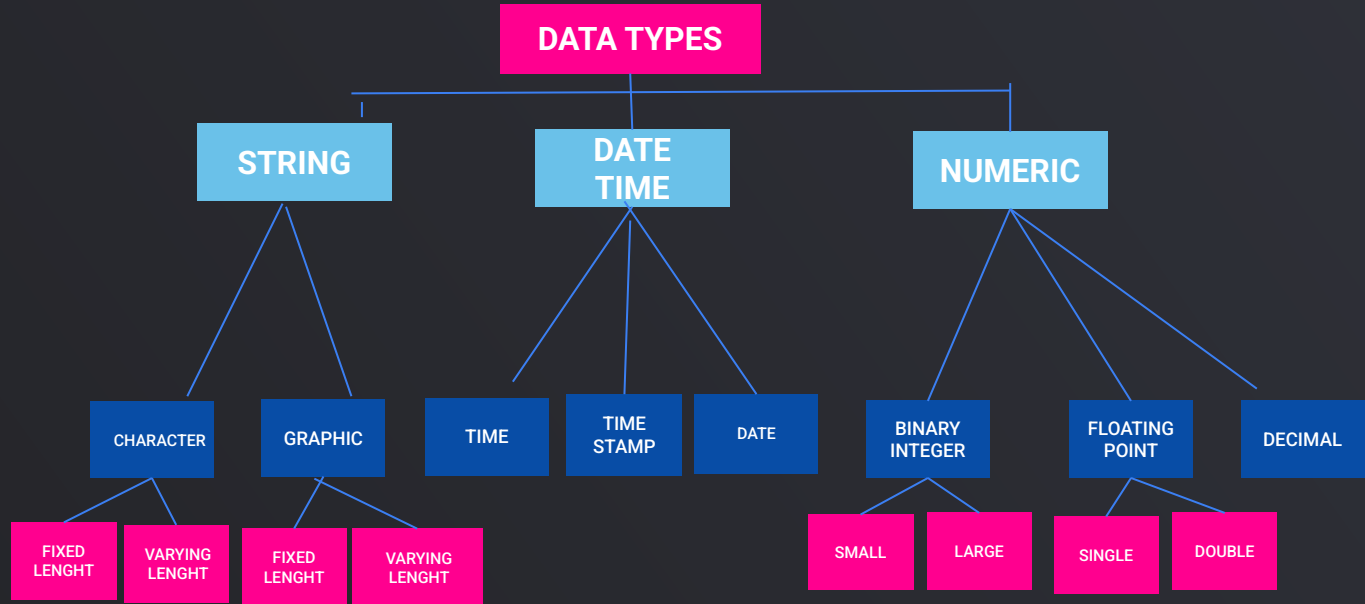 DATA TYPES
STRING
DATE
TIME
NUMERIC
CHARACTER
GRAPHIC
TIME
TIME
STAMP
DATE
BINARY
INTEGER
FLOATING
POINT
DECIMAL
FIXED
LENGHT
VARYING
LENGHT
FIXED
LENGHT
VARYING
LENGHT
SMALL
LARGE
SINGLE
DOUBLE